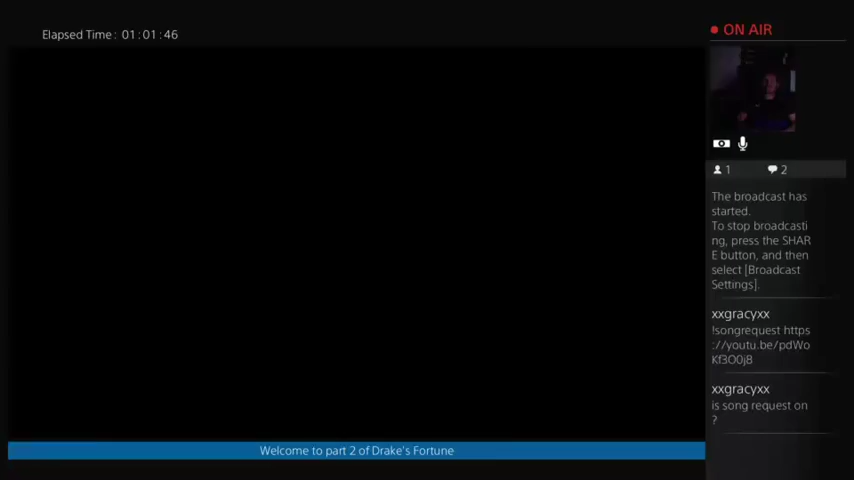 Elapsed Time : 01:01:46
ON AIR
1 2
The broadcast has
started.
To stop broadcasti
ng, press the SHAR
E button, and then
select [Broadcast
Settings].
xxgracyxx
!songrequest https
://youtu.be/pdWo
Kf3O0j8
xxgracyxx
is song request on
?
Welcome to part 2 of Drake's Fortune